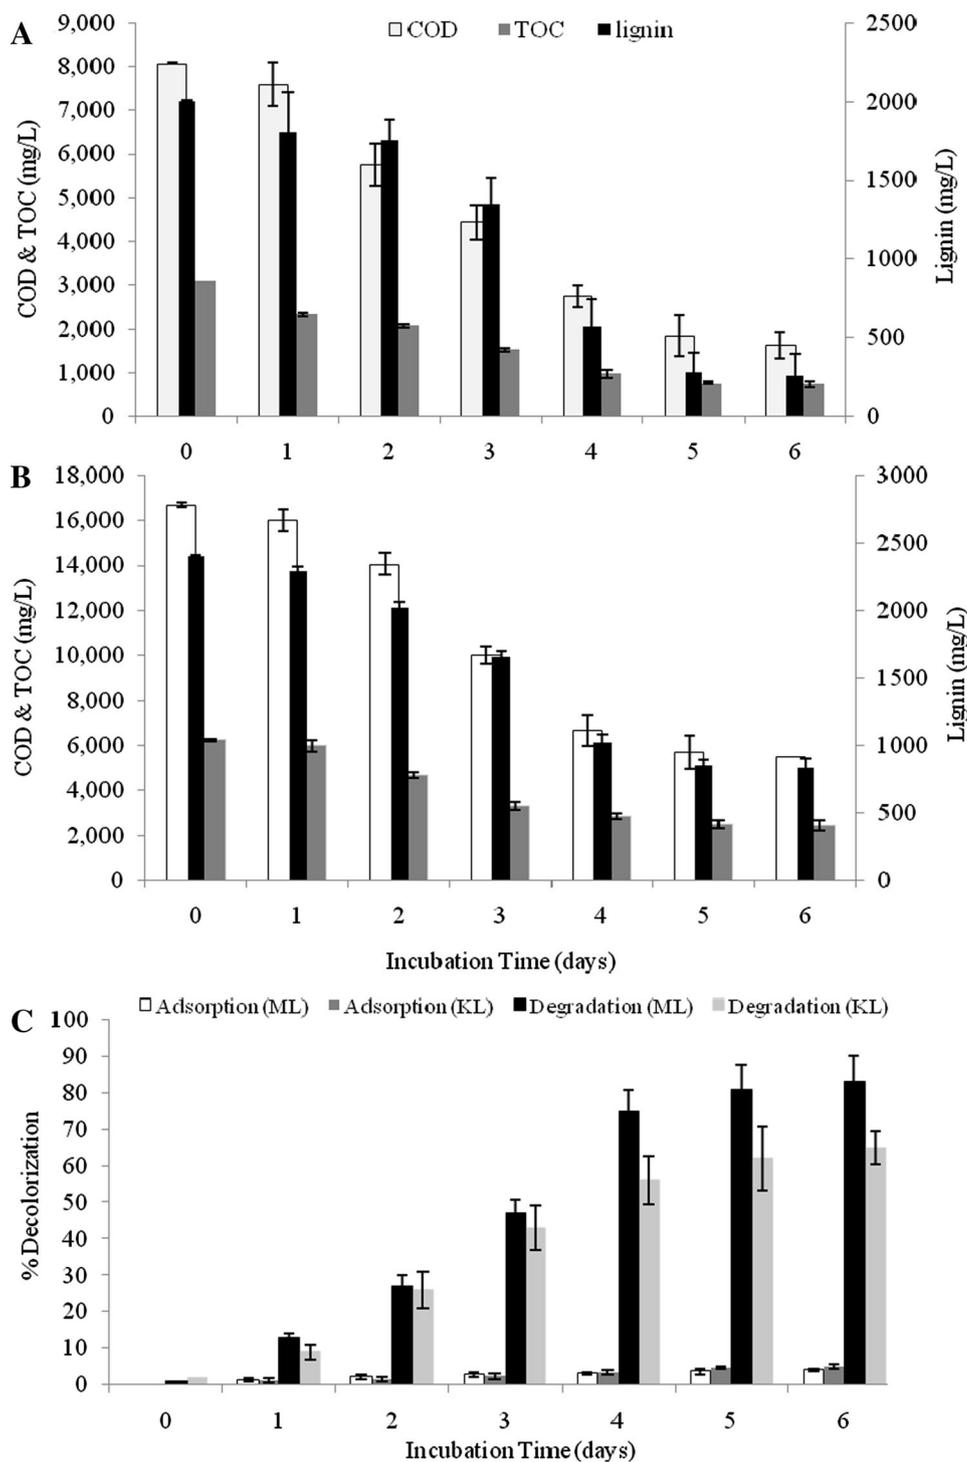 A
COD TOC lignin
COD & TOC (mg/L)
9,000
8,000
7,000
6,000
5,000
4,000
3,000
2,000
1,000
0
2500
2000
1500
1000
500
0
Lignin (mg/L)
0 1 2 3 4 5 6
B
COD & TOC (mg/L)
18,000
16,000
14,000
12,000
10,000
8,000
6,000
4,000
2,000
0
3000
2500
2000
1500
1000
500
0
Lignin (mg/L)
0 1 2 3 4 5 6
Incubation Time (days)
C
Adsorption (ML) Adsorption (KL) Degradation (ML) Degradation (KL)
% Decolorization
100
90
80
70
60
50
40
30
20
10
0
0 1 2 3 4 5 6
Incubation Time (days)